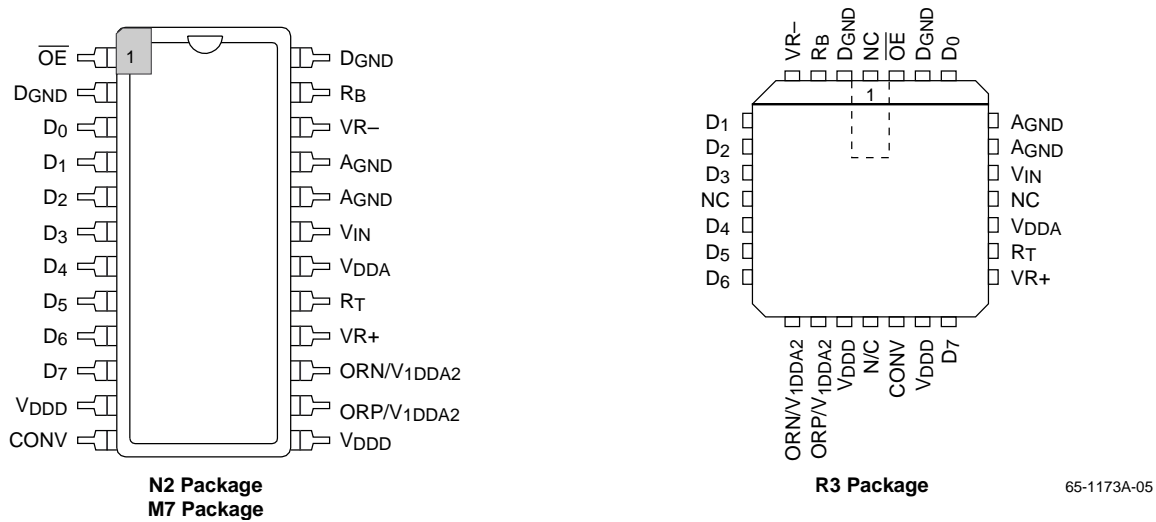 OE
DGND
D0
D1
D2
D3
D4
D5
D6
D7
VDDD
CONV
1
DGND
RB
VR–
AGND
AGND
VIN
VDDA
RT
VR+
ORN/V1DDA2
ORP/V1DDA2
VDDD
N2 Package
M7 Package
VR–
RB
DGND
NC
OE
DGND
D0
1
D1
D2
D3
NC
D4
D5
D6
AGND
AGND
VIN
NC
VDDA
RT
VR+
ORN/V1DDA2
ORP/V1DDA2
VDDD
N/C
CONV
VDDD
D7
R3 Package
65-1173A-05